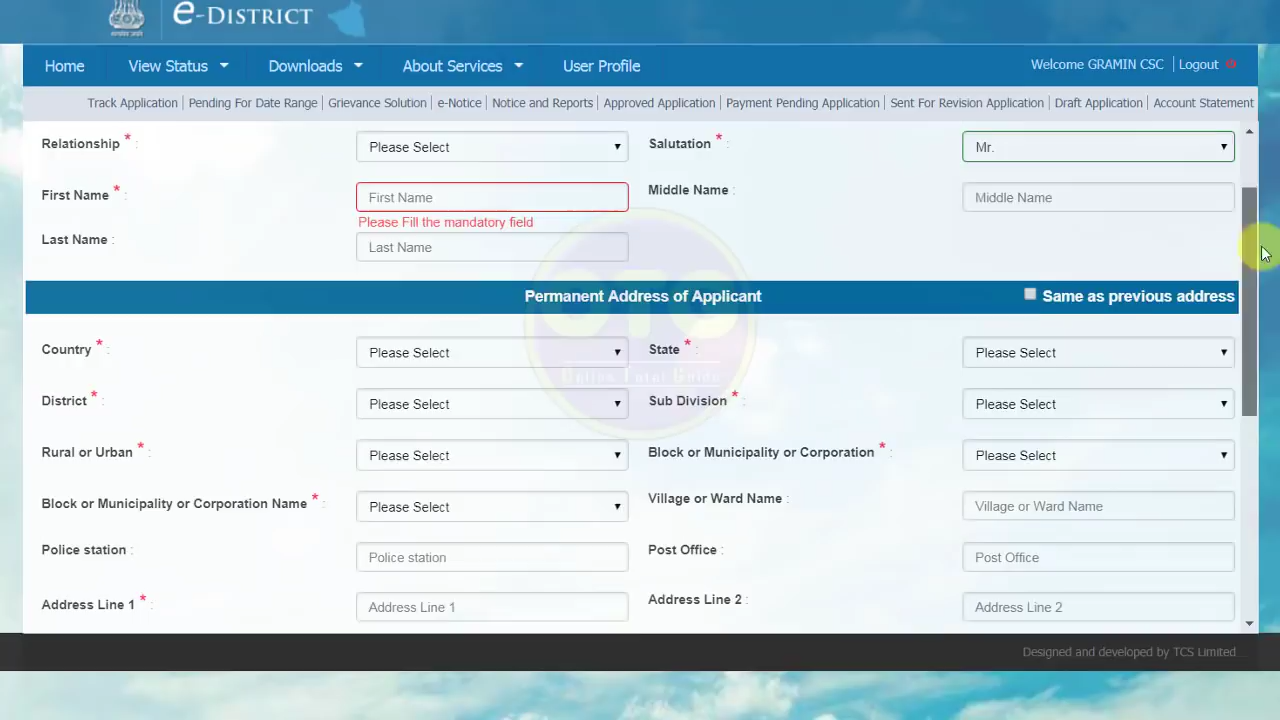 e-DISTRICT
Home View Status Downloads About Services User Profile Welcome GRAMIN CSC Logout
Track Application | Pending For Date Range | Grievance Solution | e-Notice | Notice and Reports | Approved Application | Payment Pending Application | Sent For Revision Application | Draft Application | Account Statement
Relationship * : Please Select Salutation * : Mr.
First Name * : First Name Middle Name : Middle Name
Please Fill the mandatory field
Last Name : Last Name
Permanent Address of Applicant Same as previous address
Country * : Please Select State * : Please Select
District * : Please Select Sub Division * : Please Select
Rural or Urban * : Please Select Block or Municipality or Corporation * : Please Select
Block or Municipality or Corporation Name * : Please Select Village or Ward Name : Village or Ward Name
Police station : Police station Post Office : Post Office
Address Line 1 * : Address Line 1 Address Line 2 : Address Line 2
Designed and developed by TCS Limited
OTG
Online Total Guide